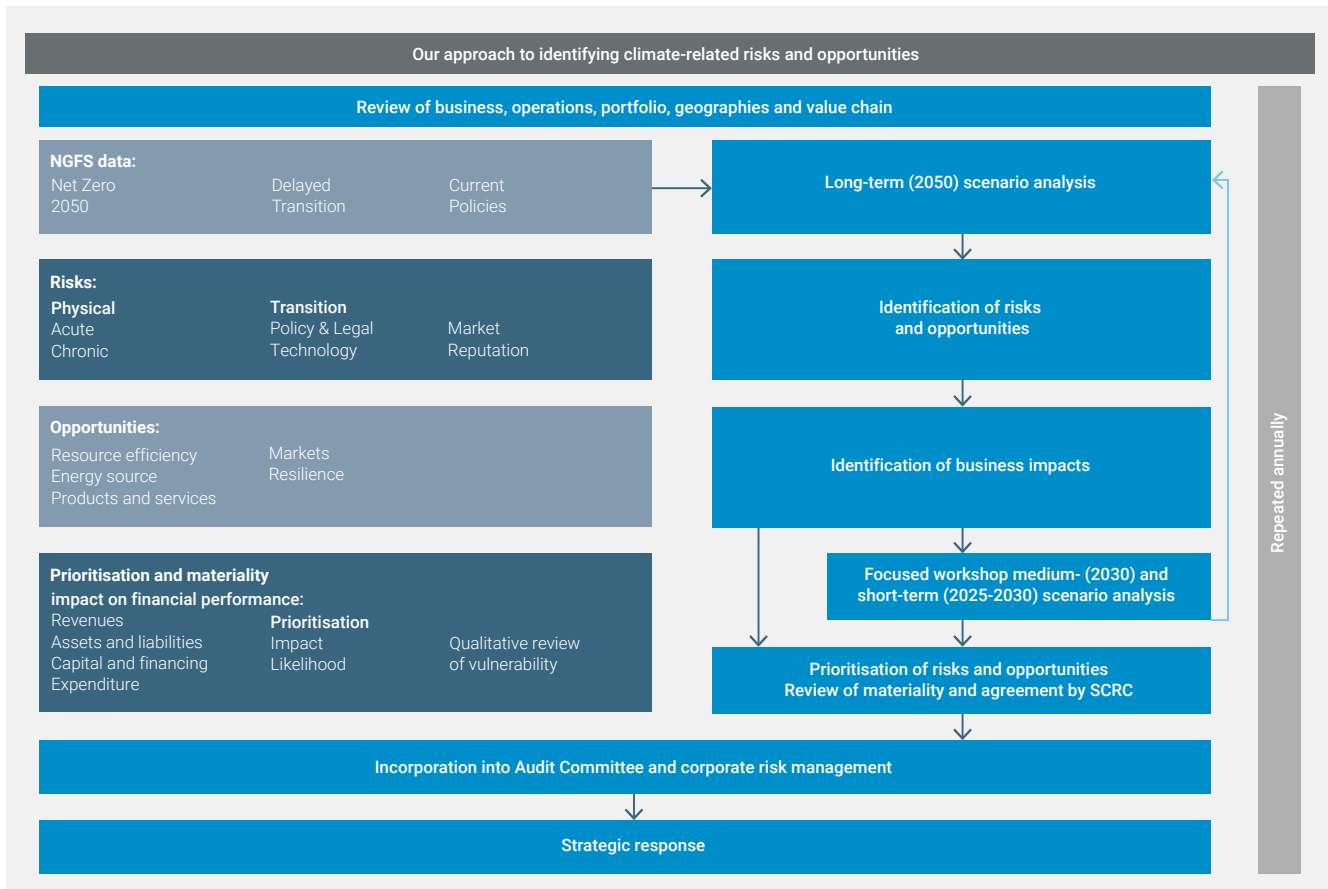 Our approach to identifying climate-related risks and opportunities
Review of business, operations, portfolio, geographies and value chain
NGFS data:
Net Zero
2050
Delayed
Transition
Current
Policies
Long-term (2050) scenario analysis
Risks:
Physical
Acute
Chronic
Transition
Policy & Legal
Technology
Market
Reputation
Identification of risks
and opportunities
Opportunities:
Resource efficiency
Energy source
Products and services
Markets
Resilience
Identification of business impacts
Focused workshop medium- (2030) and
short-term (2025-2030) scenario analysis
Prioritisation and materiality
impact on financial performance:
Revenues
Assets and liabilities
Capital and financing
Expenditure
Prioritisation
Impact
Likelihood
Qualitative review
of vulnerability
Prioritisation of risks and opportunities
Review of materiality and agreement by SCRC
Incorporation into Audit Committee and corporate risk management
Strategic response
Repeated annually